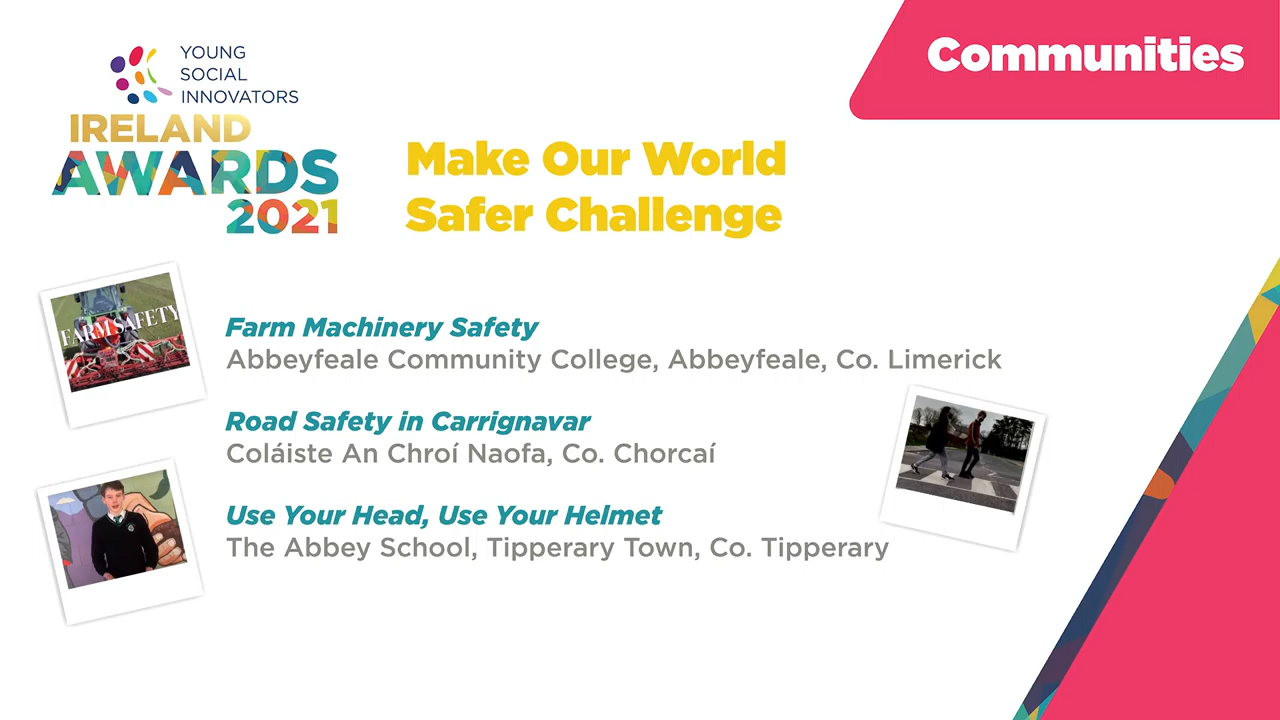 YOUNG
SOCIAL
INNOVATORS
IRELAND
AWARDS
2021
Communities
Make Our World
Safer Challenge
FARM SAFETY
Farm Machinery Safety
Abbeyfeale Community College, Abbeyfeale, Co. Limerick
Road Safety in Carrignavar
Coláiste An Chroí Naofa, Co. Chorcaí
Use Your Head, Use Your Helmet
The Abbey School, Tipperary Town, Co. Tipperary